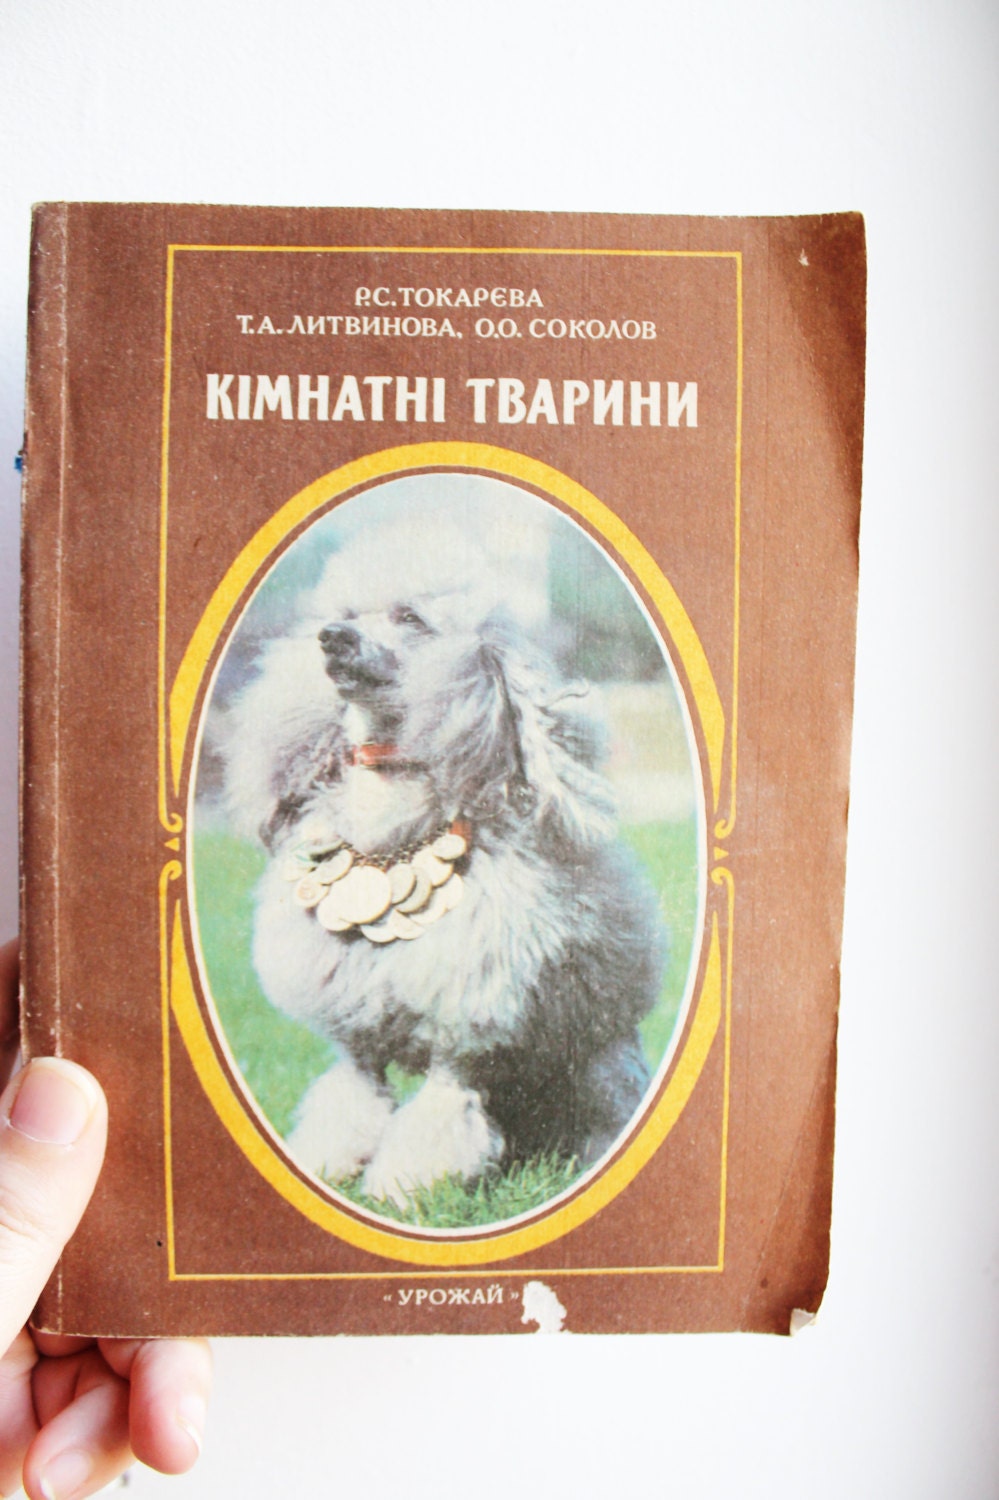 Р.С. ТОКАРЄВА
Т.А. ЛИТВИНОВА, О.О. СОКОЛОВ
КІМНАТНІ ТВАРИНИ
«УРОЖАЙ»